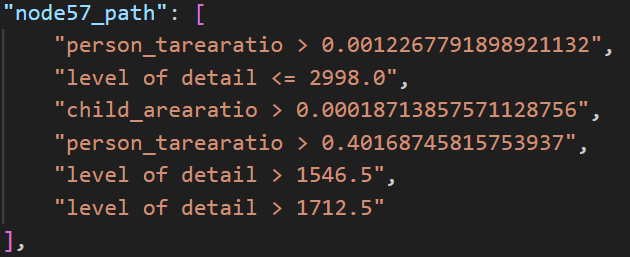 "node57_path": [
"person_tarearatio > 0.0012267791898921132",
"level of detail <= 2998.0",
"child_arearatio > 0.00018713857571128756",
"person_tarearatio > 0.40168745815753937",
"level of detail > 1546.5",
"level of detail > 1712.5"
],